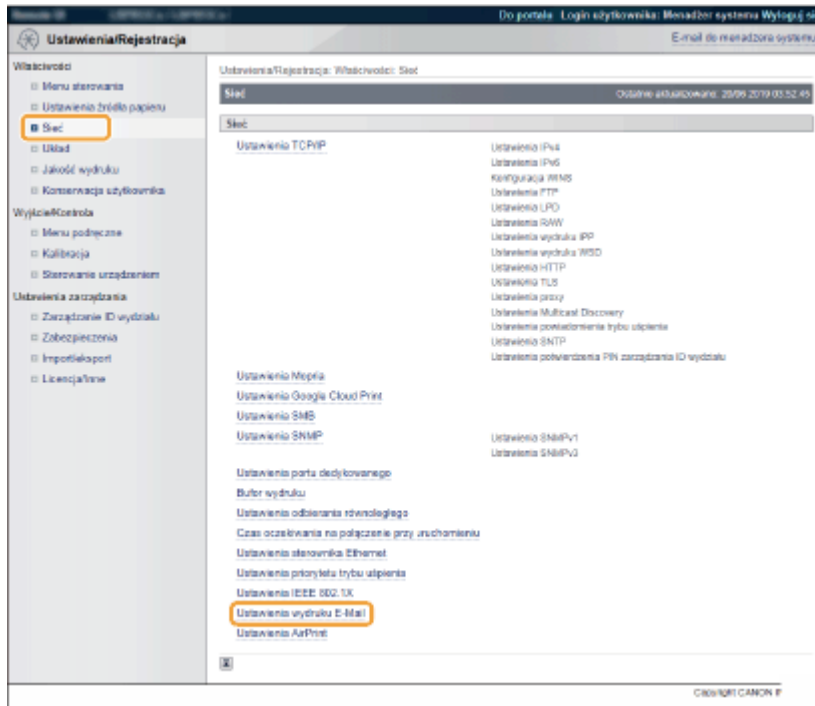 Remote UI
Do portalu Login użytkownika: Menadżer systemu Wyloguj si
Ustawienia/Rejestracja
E-mail do menadżera systemu
Właściwości
Menu sterowania
Ustawienia źródła papieru
Sieć
Układ
Jakość wydruku
Konserwacja użytkownika
Wyjście/Kontrola
Menu podręczne
Kalibracja
Sterowanie urządzeniem
Ustawienia zarządzania
Zarządzanie ID wydziału
Zabezpieczenia
Import/eksport
Licencja/Inne
Ustawienia/Rejestracja: Właściwości: Sieć
Sieć
Ostatnio aktualizowane: 20/06 2019 03:52:45
Sieć
Ustawienia TCP/IP
Ustawienia IPv4
Ustawienia IPv6
Konfiguracja WINS
Ustawienia FTP
Ustawienia LPD
Ustawienia RAW
Ustawienia wydruku IPP
Ustawienia wydruku WSD
Ustawienia HTTP
Ustawienia TLS
Ustawienia proxy
Ustawienia Multicast Discovery
Ustawienia powiadomienia trybu uśpienia
Ustawienia SNTP
Ustawienia potwierdzenia PIN zarządzania ID wydziału
Ustawienia Mopria
Ustawienia Google Cloud Print
Ustawienia SMB
Ustawienia SNMP
Ustawienia SNMPv1
Ustawienia SNMPv3
Ustawienia portu dedykowanego
Bufor wydruku
Ustawienia odbierania równoległego
Czas oczekiwania na połączenie przy uruchomieniu
Ustawienia sterownika Ethernet
Ustawienia priorytetu trybu uśpienia
Ustawienia IEEE 802.1X
Ustawienia wydruku E-Mail
Ustawienia AirPrint
Copyright CANON I